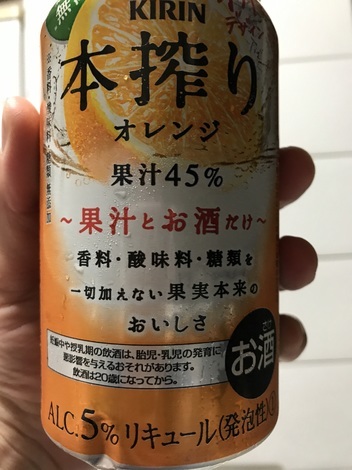 KIRIN
本搾り
オレンジ
果汁45%
～果汁とお酒だけ～
香料・酸味料・糖類を
一切加えない果実本来の
おいしさ
妊娠中や授乳期の飲酒は、胎児・乳児の発育に
悪影響を与えるおそれがあります。
飲酒は20歳になってから。
お酒
ALC.5% リキュール(発泡性)①